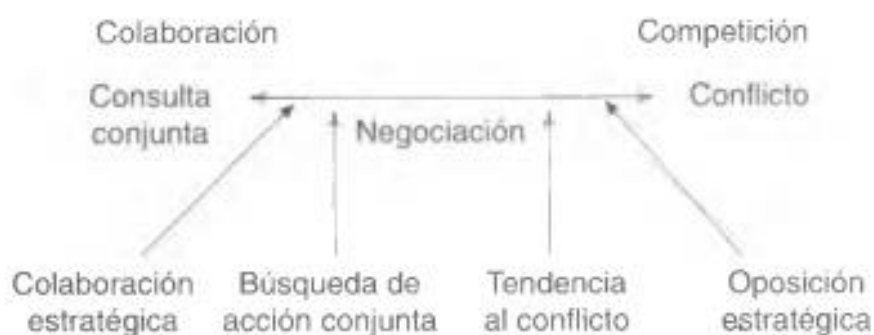 Colaboración
Competición
Consulta
conjunta
Negociación
Conflicto
Colaboración
estratégica
Búsqueda de
acción conjunta
Tendencia
al conflicto
Oposición
estratégica